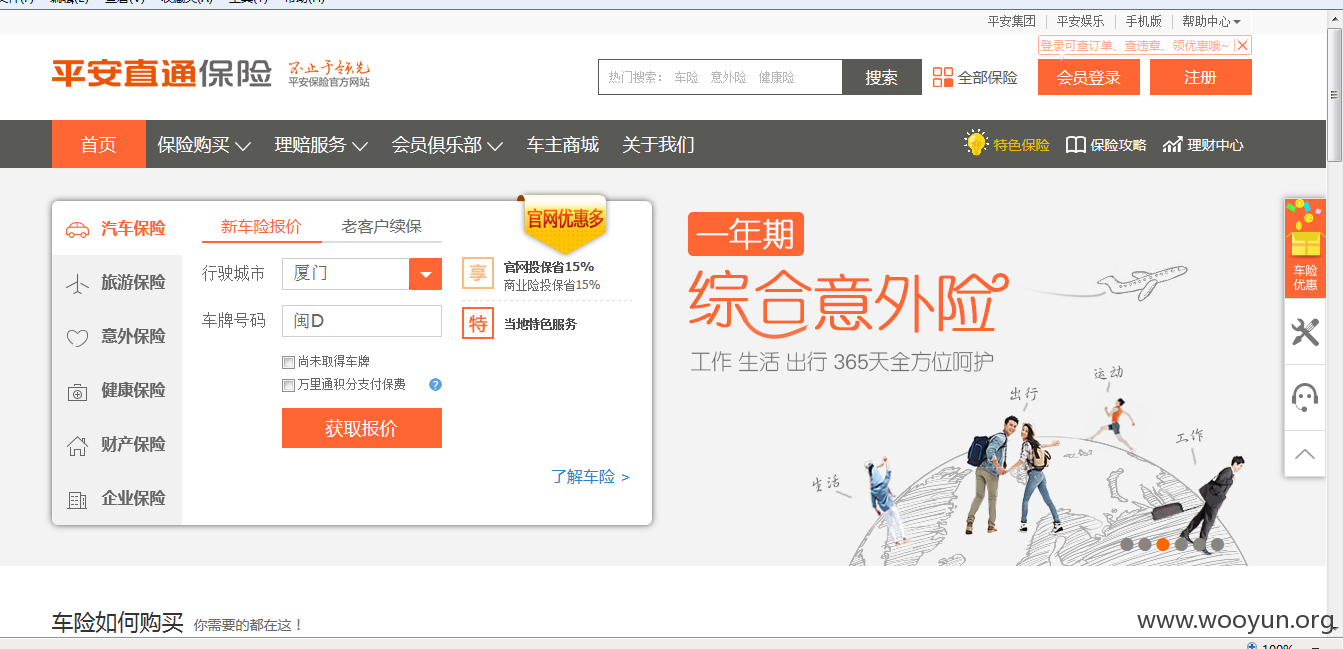 平安集团 平安娱乐 手机版 帮助中心
登录可查订单、查违章、领优惠哦~
平安直通保险 不止于领先
平安保险官方网站
热门搜索： 车险 意外险 健康险 搜索 全部保险 会员登录 注册
首页 保险购买 理赔服务 会员俱乐部 车主商城 关于我们 特色保险 保险攻略 理财中心
汽车保险
旅游保险
意外保险
健康保险
财产保险
企业保险
新车险报价 老客户续保
官网优惠多
行驶城市 厦门
享 官网投保省15%
商业险投保省15%
车牌号码 闽D
特 当地特色服务
尚未取得车牌
万里通积分支付保费 ?
获取报价
了解车险 >
一年期
综合意外险
工作 生活 出行 365天全方位呵护
运动
出行
工作
生活
车险
优惠
车险如何购买 你需要的都在这！
www.wooyun.org
100%